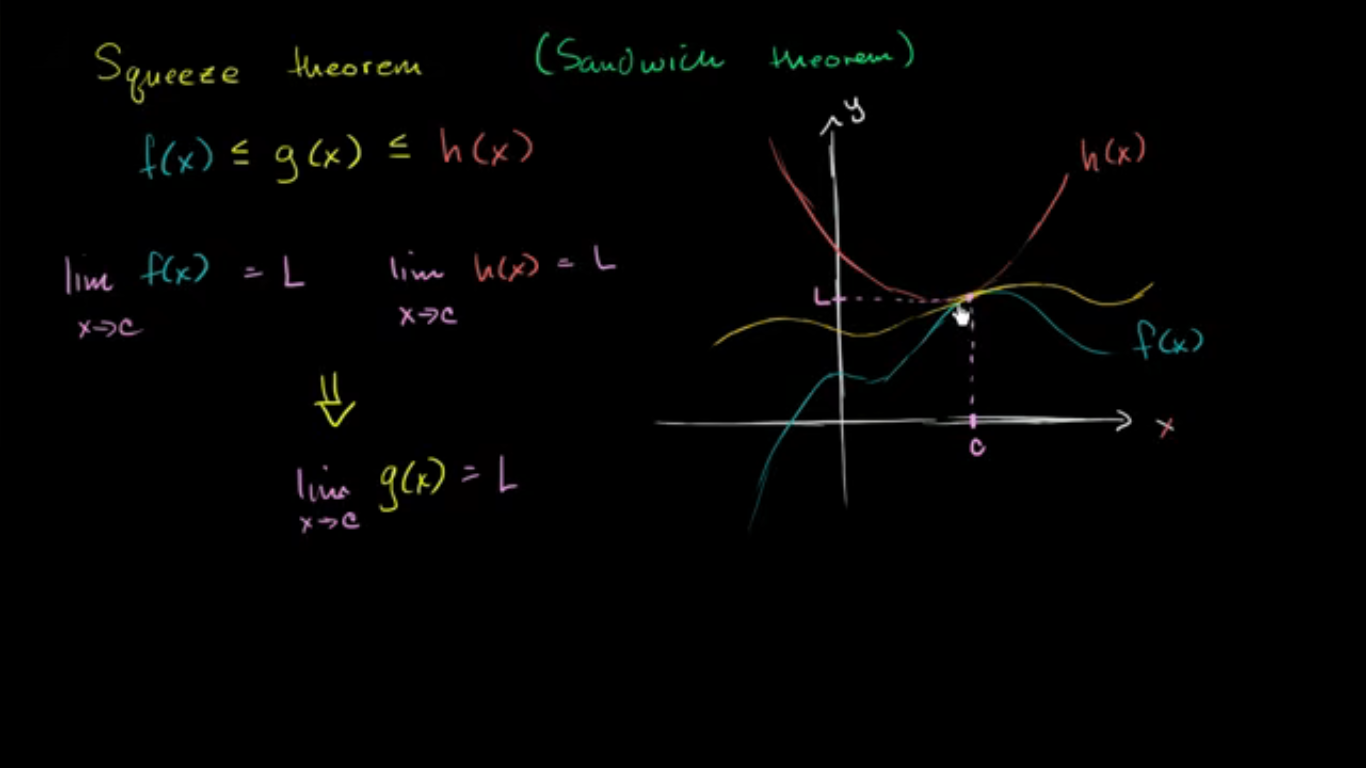 Squeeze theorem (Sandwich theorem)
f(x) ≤ g(x) ≤ h(x)
lim f(x) = L lim h(x) = L
x→c x→c
⇓
lim g(x) = L
x→c
y
h(x)
L
f(x)
x
c